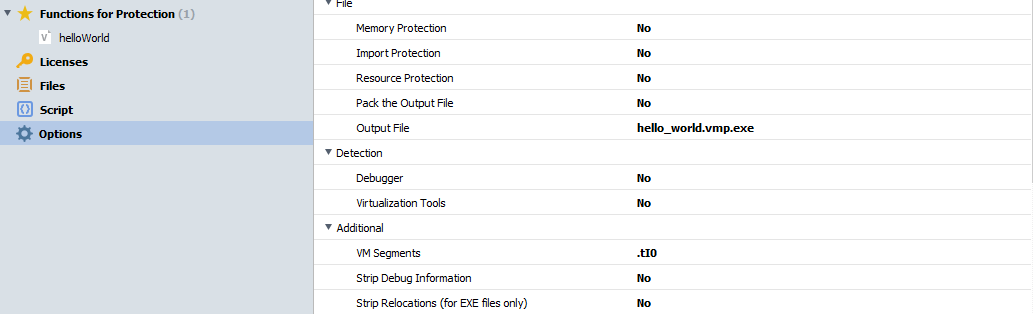 Functions for Protection (1)
V helloWorld
Licenses
Files
Script
Options
File
Memory Protection No
Import Protection No
Resource Protection No
Pack the Output File No
Output File hello_world.vmp.exe
Detection
Debugger No
Virtualization Tools No
Additional
VM Segments .tI0
Strip Debug Information No
Strip Relocations (for EXE files only) No